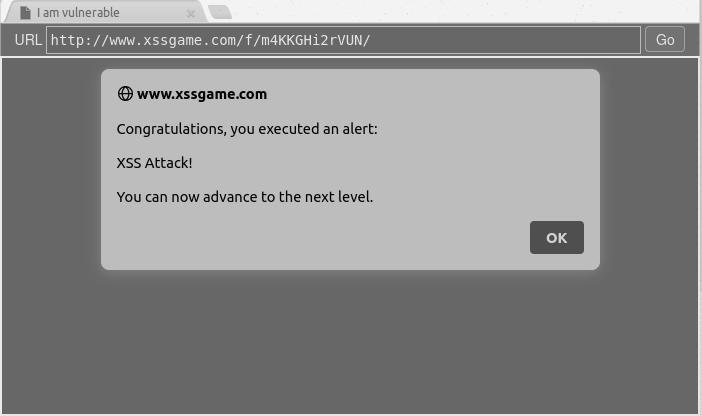 I am vulnerable
URL http://www.xssgame.com/f/m4KKGHi2rVUN/ Go
www.xssgame.com
Congratulations, you executed an alert:
XSS Attack!
You can now advance to the next level.
OK